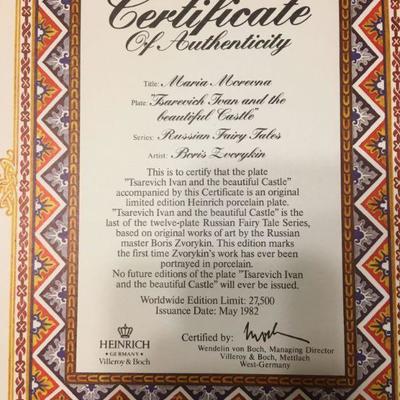 Certificate
Of Authenticity
Title: Maria Morevna
Plate: "Tsarevich Ivan and the
beautiful Castle"
Series: Russian Fairy Tales
Artist: Boris Zvorykin
This is to certify that the plate
"Tsarevich Ivan and the beautiful Castle"
accompanied by this Certificate is an original
limited edition Heinrich porcelain plate.
"Tsarevich Ivan and the beautiful Castle" is the
last of the twelve-plate Russian Fairy Tale Series,
based on original works of art by the Russian
master Boris Zvorykin. This edition marks
the first time Zvorykin's work has ever been
portrayed in porcelain.
No future editions of the plate "Tsarevich Ivan
and the beautiful Castle" will ever be issued.
Worldwide Edition Limit: 27,500
Issuance Date: May 1982
HEINRICH
GERMANY
Villeroy & Boch
Certified by:
Wendelin von Boch, Managing Director
Villeroy & Boch, Mettlach
West-Germany